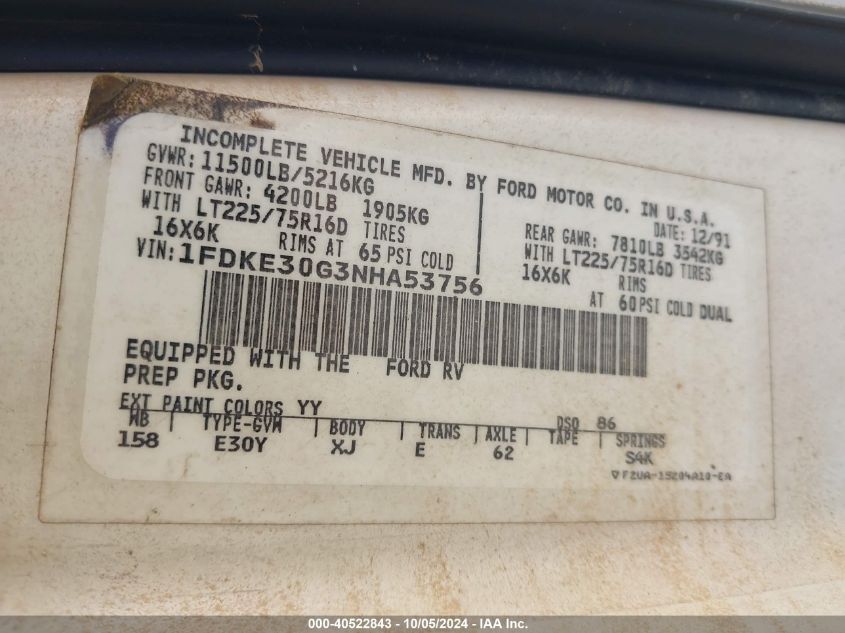 INCOMPLETE VEHICLE MFD. BY FORD MOTOR CO. IN U.S.A.
GVWR: 11500LB/5216KG
DATE: 12/91
FRONT GAWR: 4200LB 1905KG
REAR GAWR: 7810LB 3542KG
WITH LT225/75R16D TIRES
WITH LT225/75R16D TIRES
16X6K RIMS AT 65 PSI COLD
16X6K RIMS
AT 60 PSI COLD DUAL
VIN: 1FDKE30G3NHA53756
EQUIPPED WITH THE FORD RV
PREP PKG.
EXT PAINT COLORS YY DSO 86
WB | TYPE-GVW | BODY | TRANS | AXLE | TAPE | SPRINGS
158 E30Y XJ E 62 S4K
▽ F2UA-15204A10-EA
000-40522843 - 10/05/2024 - IAA Inc.